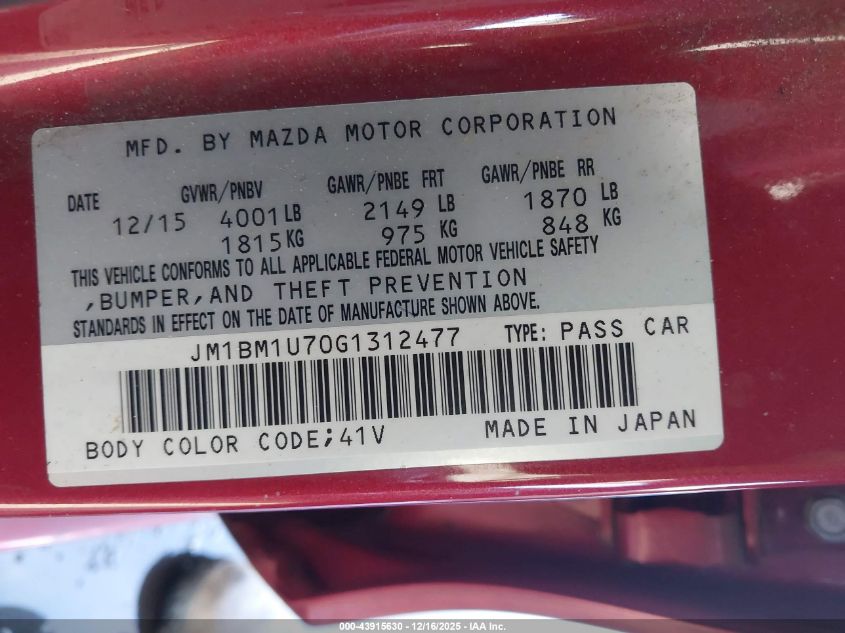 MFD. BY MAZDA MOTOR CORPORATION
DATE GVWR/PNBV GAWR/PNBE FRT GAWR/PNBE RR
12/15 4001 LB 2149 LB 1870 LB
1815 KG 975 KG 848 KG
THIS VEHICLE CONFORMS TO ALL APPLICABLE FEDERAL MOTOR VEHICLE SAFETY
,BUMPER,AND THEFT PREVENTION
STANDARDS IN EFFECT ON THE DATE OF MANUFACTURE SHOWN ABOVE.
JM1BM1U70G1312477 TYPE: PASS CAR
BODY COLOR CODE;41V MADE IN JAPAN
000-43915630 - 12/16/2025 - IAA Holdings, LLC